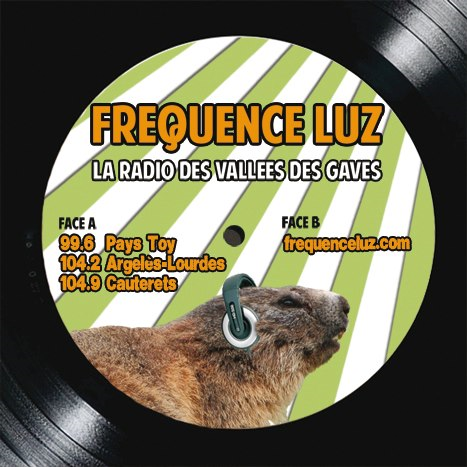 FREQUENCE LUZ
LA RADIO DES VALLEES DES GAVES
FACE A
99.6 Pays Toy
104.2 Argelès-Lourdes
104.9 Cauterets
FACE B
frequenceluz.com